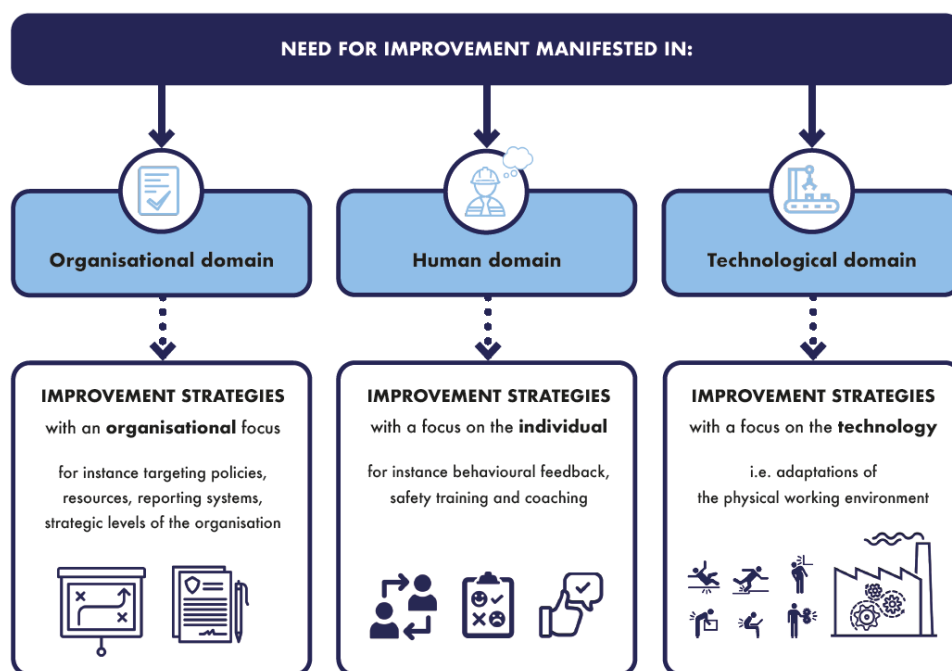 NEED FOR IMPROVEMENT MANIFESTED IN:
Organisational domain
Human domain
Technological domain
IMPROVEMENT STRATEGIES
with an organisational focus
for instance targeting policies,
resources, reporting systems,
strategic levels of the organisation
IMPROVEMENT STRATEGIES
with a focus on the individual
for instance behavioural feedback,
safety training and coaching
IMPROVEMENT STRATEGIES
with a focus on the technology
i.e. adaptations of
the physical working environment